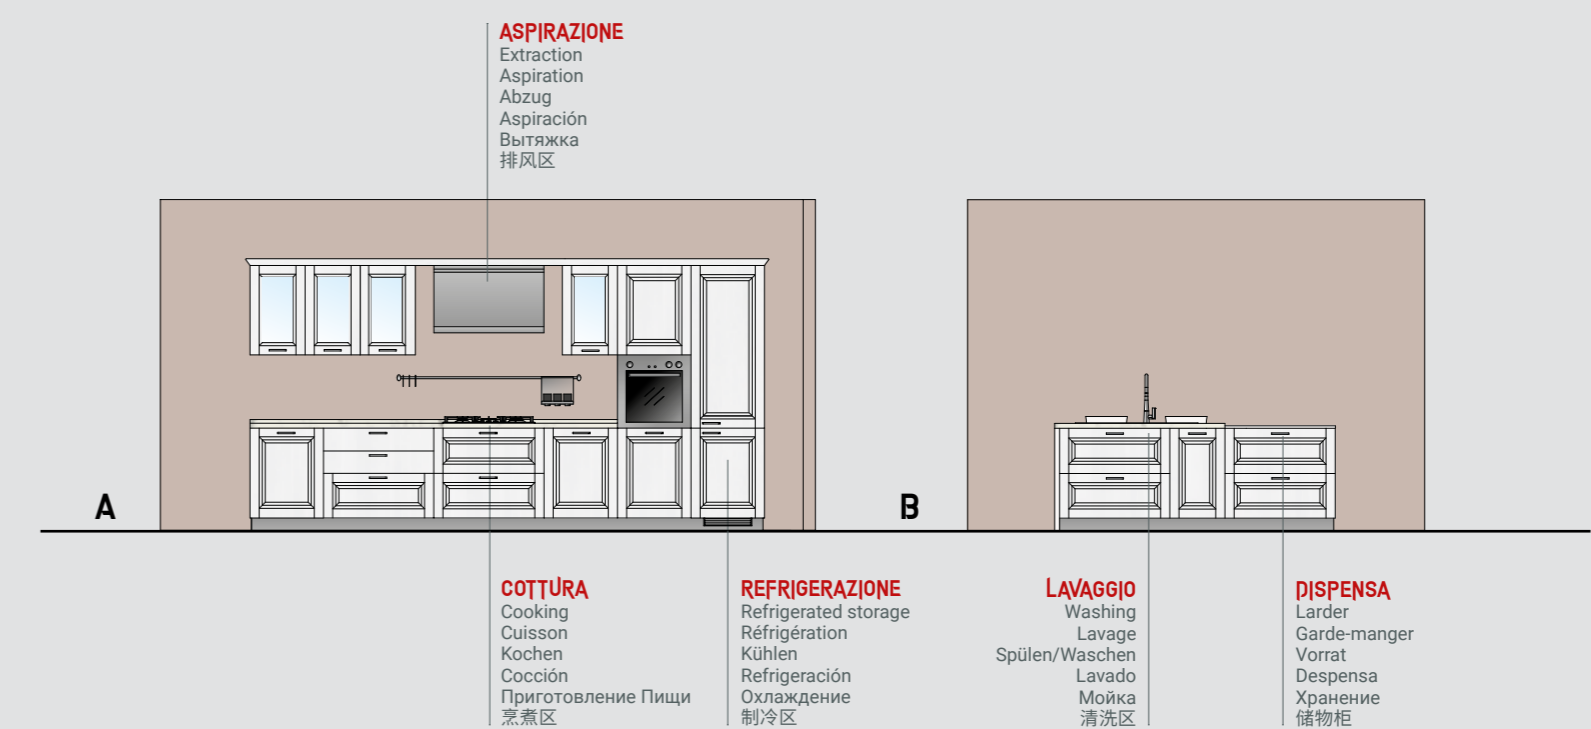 ASPIRAZIONE
Extraction
Aspiration
Abzug
Aspiración
Вытяжка
排风区
A
B
COTTURA
Cooking
Cuisson
Kochen
Cocción
Приготовление Пищи
烹煮区
REFRIGERAZIONE
Refrigerated storage
Réfrigération
Kühlen
Refrigeración
Охлаждение
制冷区
LAVAGGIO
Washing
Lavage
Spülen/Waschen
Lavado
Мойка
清洗区
DISPENSA
Larder
Garde-manger
Vorrat
Despensa
Хранение
储物柜